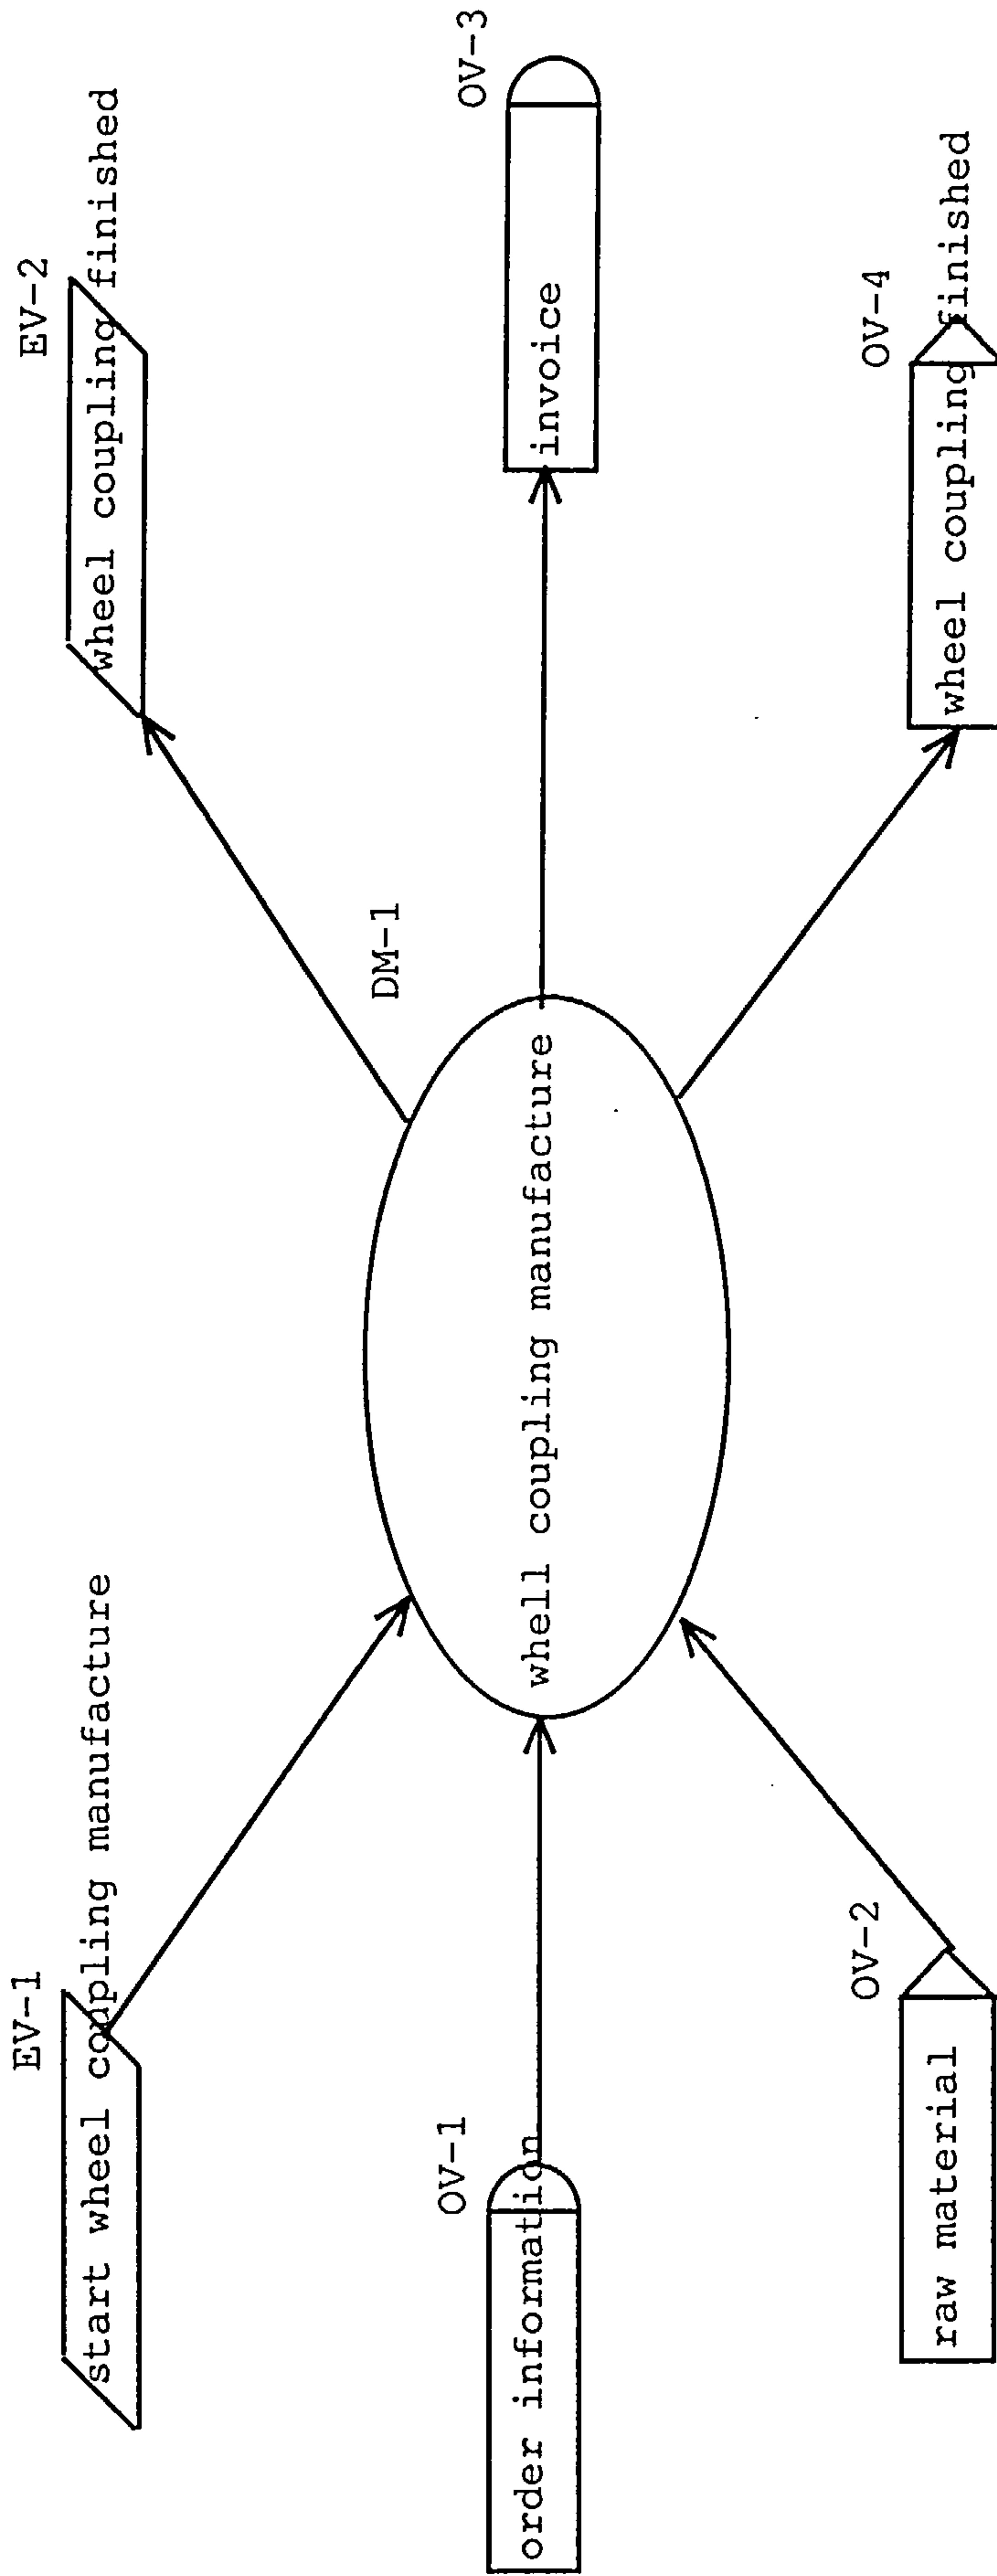 EV-1
start wheel coupling manufacture
EV-2
wheel coupling finished
DM-1
OV-1
order information
whell coupling manufacture
OV-3
invoice
OV-2
raw material
OV-4
wheel coupling finished